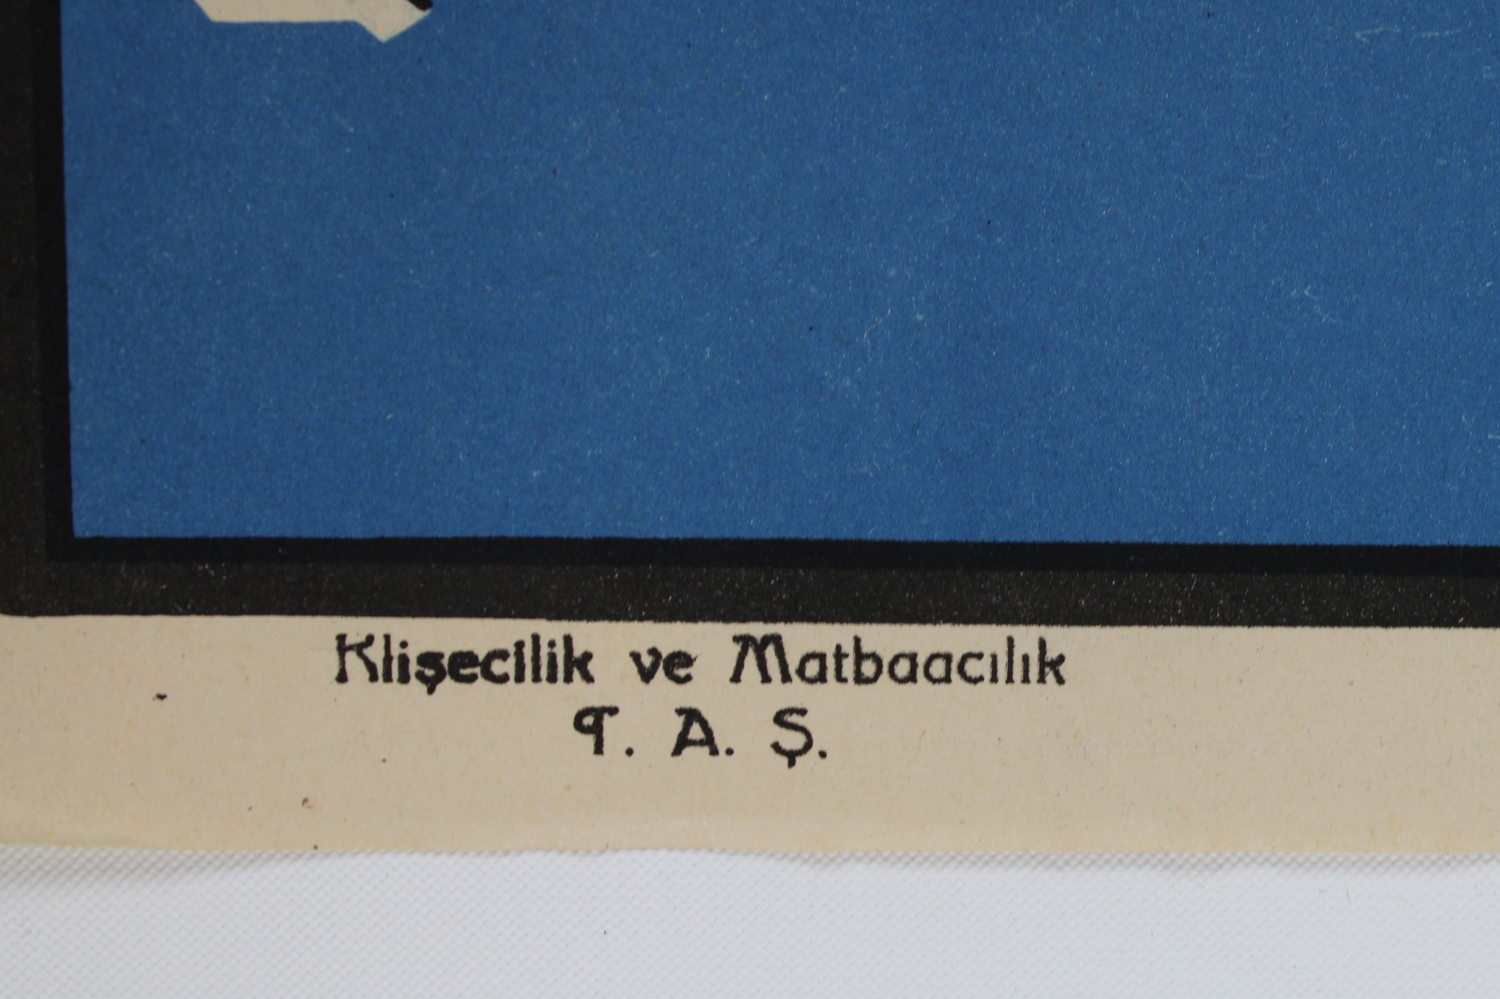 Klişecilik ve Matbaacılık
T. A. Ş.